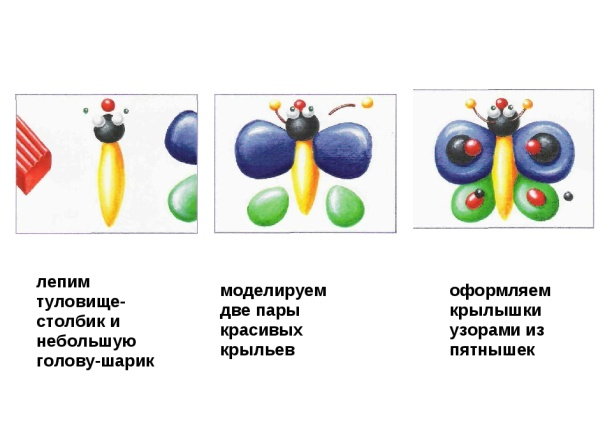 лепим
туловище-
столбик и
небольшую
голову-шарик
моделируем
две пары
красивых
крыльев
оформляем
крылышки
узорами из
пятнышек